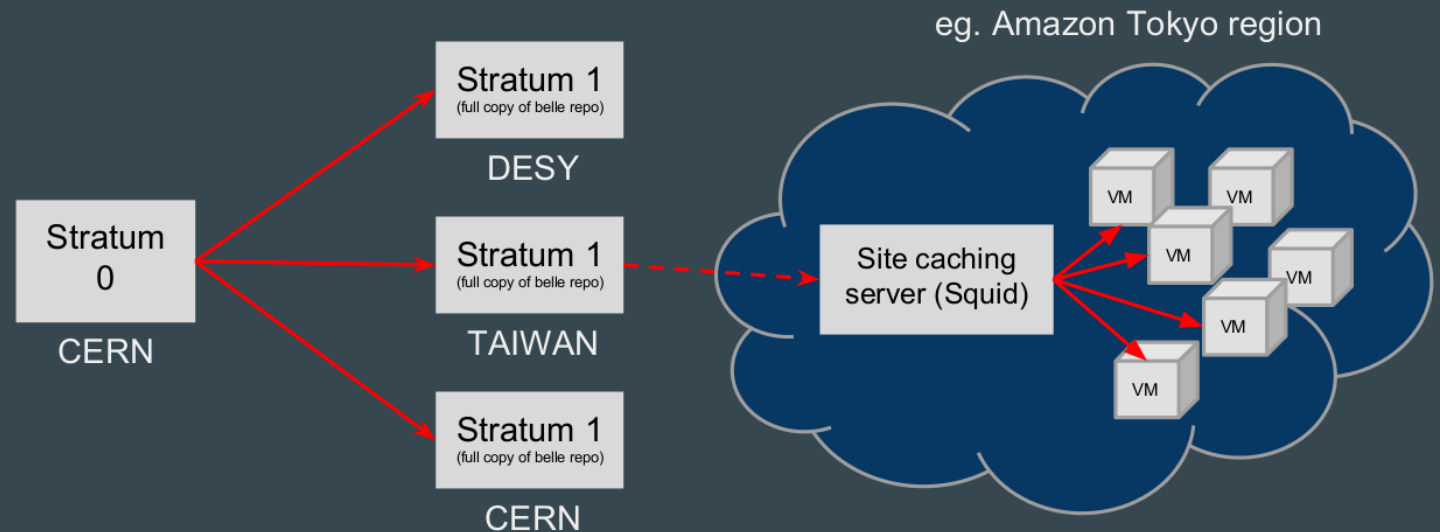 eg. Amazon Tokyo region
Stratum
0
CERN
Stratum 1
(full copy of belle repo)
DESY
Stratum 1
(full copy of belle repo)
TAIWAN
Stratum 1
(full copy of belle repo)
CERN
Site caching
server (Squid)
VM
VM
VM
VM
VM
VM